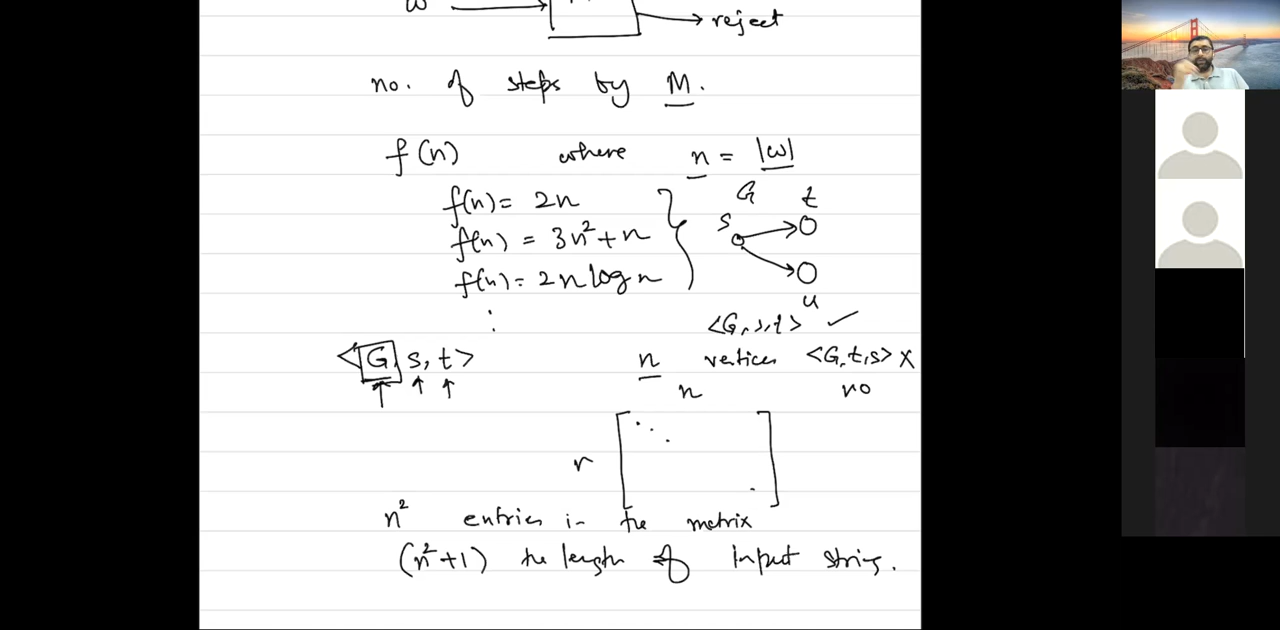 ω
reject
no. of steps by M.
f(n) where n = |ω|
f(n) = 2n
f(n) = 3n²+n
f(n) = 2n log n
⋮
G t
s
u
<G, s, t> ✓
<G, s, t>
n vertices <G, t, s> X
n no
n
n² entries in the matrix
(n²+1) the length of input string.